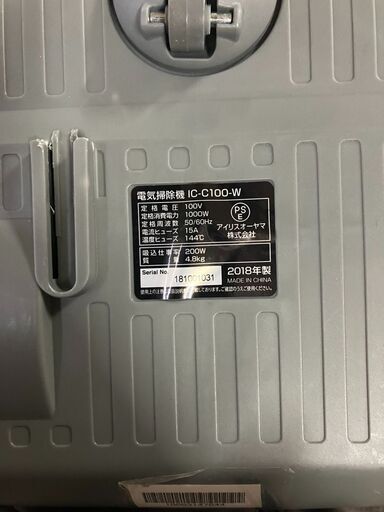 電気掃除機 IC-C100-W
定格電圧 100V
定格消費電力 1000W
定格周波数 50/60Hz
電流ヒューズ 15A
温度ヒューズ 144℃
PS
E
アイリスオーヤマ
株式会社
吸込仕事率 200W
質量 4.8kg
Serial No. 181001031
2018年製
MADE IN CHINA